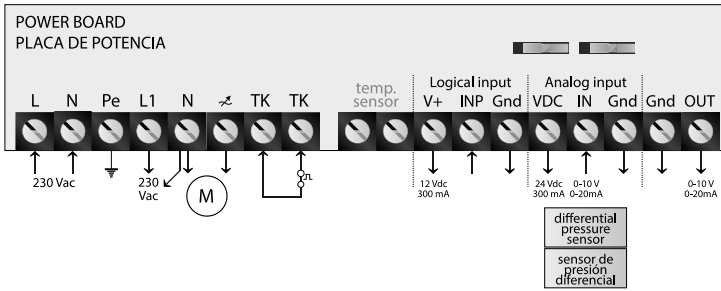 POWER BOARD
PLACA DE POTENCIA
temp.
sensor
Logical input
Analog input
L N Pe L1 N TK TK V+ INP Gnd VDC IN Gnd Gnd OUT
230 Vac
230
Vac
M
12 Vdc
300 mA
24 Vdc
300 mA
0-10 V
0-20mA
0-10 V
0-20mA
differential
pressure
sensor
sensor de
presión
diferencial